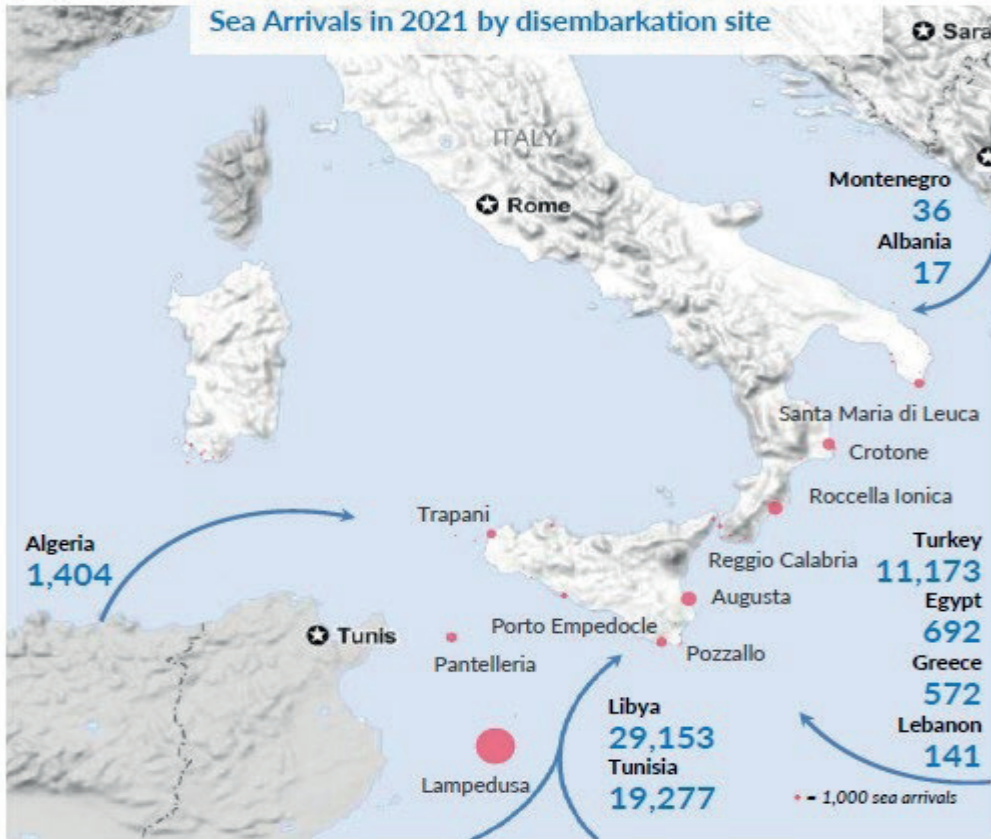 Sea Arrivals in 2021 by disembarkation site
Sara
ITALY
Rome
Montenegro
36
Albania
17
Santa Maria di Leuca
Crotone
Roccella Ionica
Trapani
Algeria
1,404
Reggio Calabria
Turkey
11,173
Augusta
Egypt
692
Tunis
Porto Empedocle
Pozzallo
Pantelleria
Greece
572
Libya
29,153
Lebanon
141
Tunisia
19,277
Lampedusa
= 1,000 sea arrivals